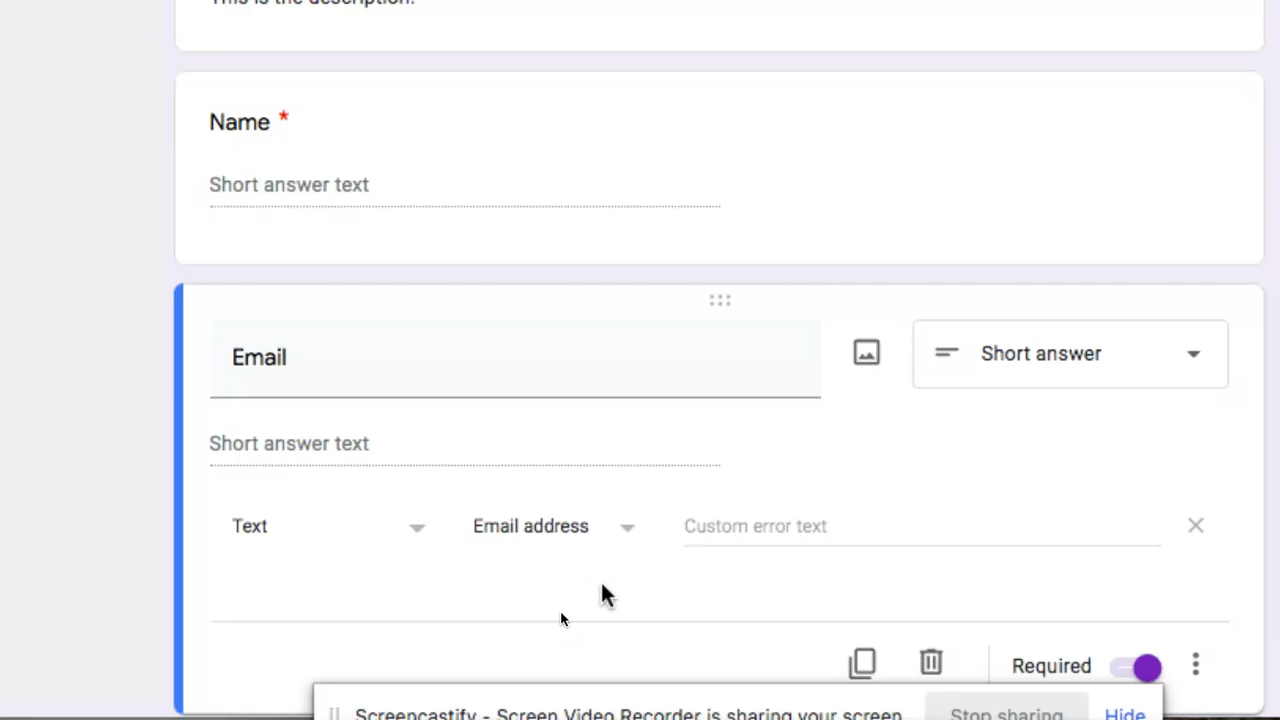 This is the description.
Name *
Short answer text
Email
Short answer
Short answer text
Text
Email address
Custom error text
Required
Screencastify - Screen Video Recorder is sharing your screen.
Stop sharing
Hide